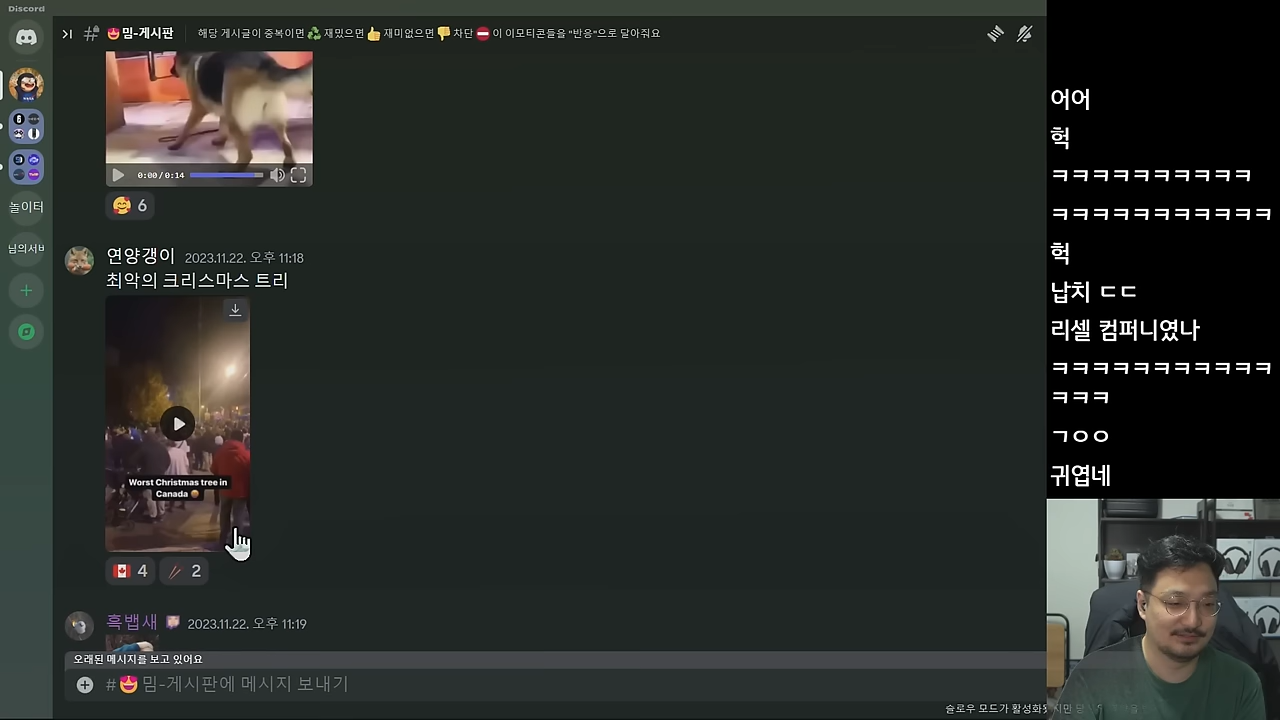 Discord
밈-게시판
해당 게시글이 중복이면 ♻️ 재밌으면 👍 재미없으면 👎 차단 ⛔ 이 이모티콘들을 "반응"으로 달아줘요
놀이터
님의서버
0:00/0:14
🥰 6
연양갱이 2023.11.22. 오후 11:18
최악의 크리스마스 트리
Worst Christmas tree in
Canada
🇨🇦 4
2
흑뱁새 2023.11.22. 오후 11:19
오래된 메시지를 보고 있어요
#😍밈-게시판에 메시지 보내기
슬로우 모드가 활성화
어어
헉
ㅋㅋㅋㅋㅋㅋㅋㅋㅋㅋ
ㅋㅋㅋㅋㅋㅋㅋㅋㅋㅋㅋ
헉
납치 ㄷㄷ
리셀 컴퍼니였나
ㅋㅋㅋㅋㅋㅋㅋㅋㅋㅋㅋ
ㅋㅋㅋ
ㄱㅇㅇ
귀엽네